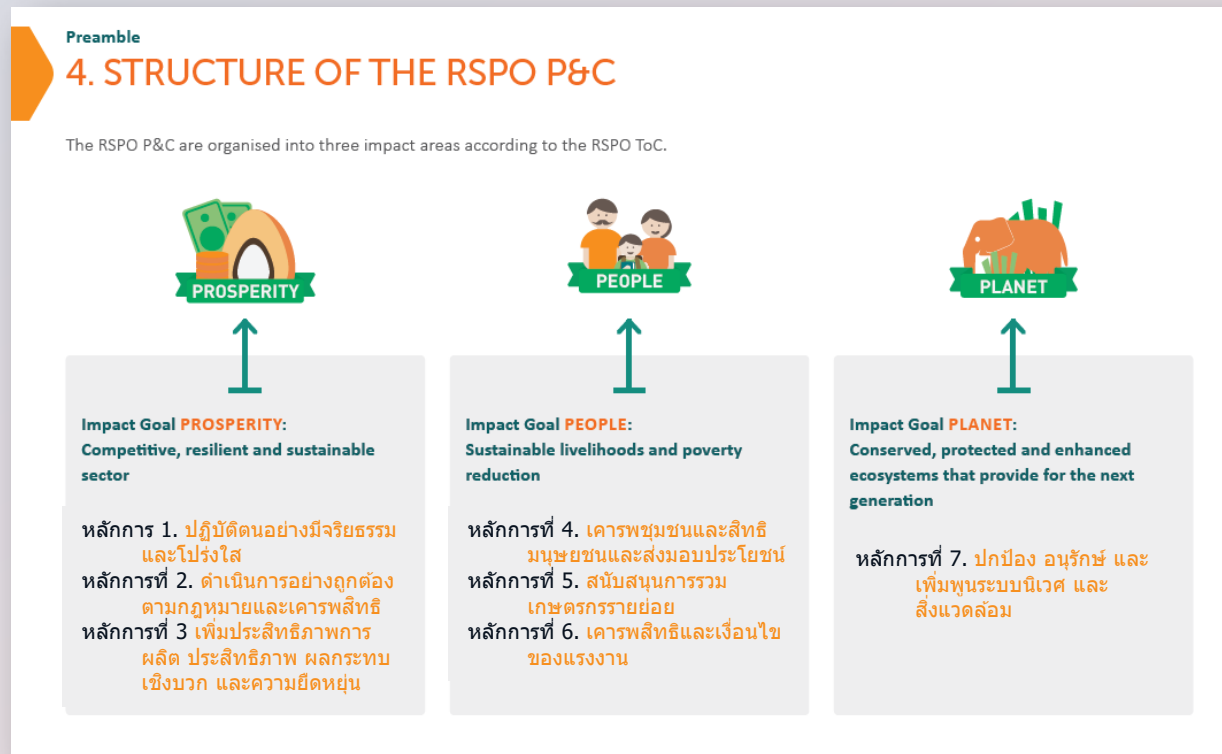 Preamble
4. STRUCTURE OF THE RSPO P&C
The RSPO P&C are organised into three impact areas according to the RSPO ToC.
PROSPERITY
PEOPLE
PLANET
Impact Goal PROSPERITY:
Competitive, resilient and sustainable
sector
หลักการ 1. ปฏิบัติตนอย่างมีจริยธรรม
และโปร่งใส
หลักการที่ 2. ดำเนินการอย่างถูกต้อง
ตามกฎหมายและเคารพสิทธิ
หลักการที่ 3 เพิ่มประสิทธิภาพการ
ผลิต ประสิทธิภาพ ผลกระทบ
เชิงบวก และความยืดหยุ่น
Impact Goal PEOPLE:
Sustainable livelihoods and poverty
reduction
หลักการที่ 4. เคารพชุมชนและสิทธิ
มนุษยชนและส่งมอบประโยชน์
หลักการที่ 5. สนับสนุนการรวม
เกษตรกรรายย่อย
หลักการที่ 6. เคารพสิทธิและเงื่อนไข
ของแรงงาน
Impact Goal PLANET:
Conserved, protected and enhanced
ecosystems that provide for the next
generation
หลักการที่ 7. ปกป้อง อนุรักษ์ และ
เพิ่มพูนระบบนิเวศ และ
สิ่งแวดล้อม